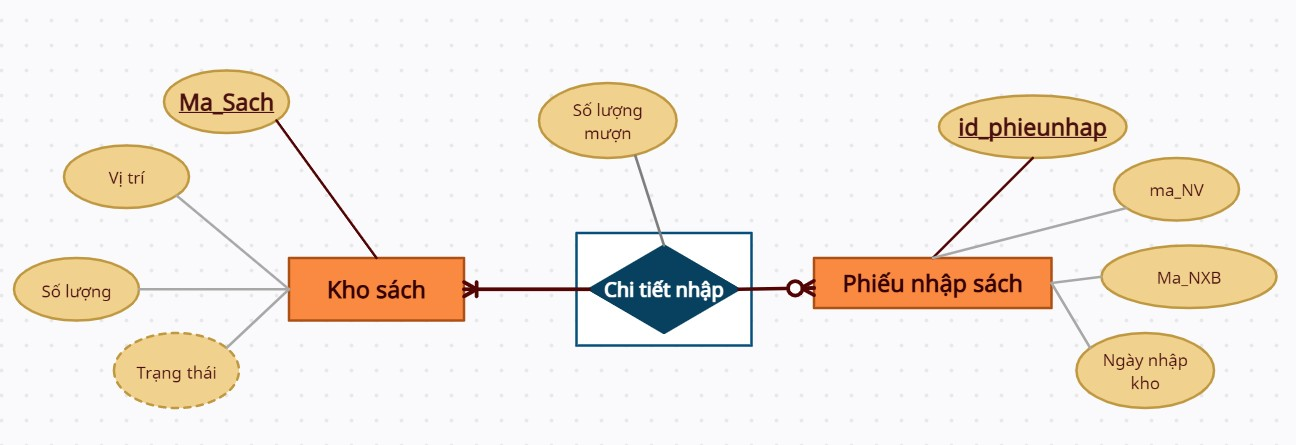 Ma_Sach
Vị trí
Số lượng
Trạng thái
Kho sách
Số lượng
mượn
Chi tiết nhập
Phiếu nhập sách
id_phieunhap
ma_NV
Ma_NXB
Ngày nhập
kho